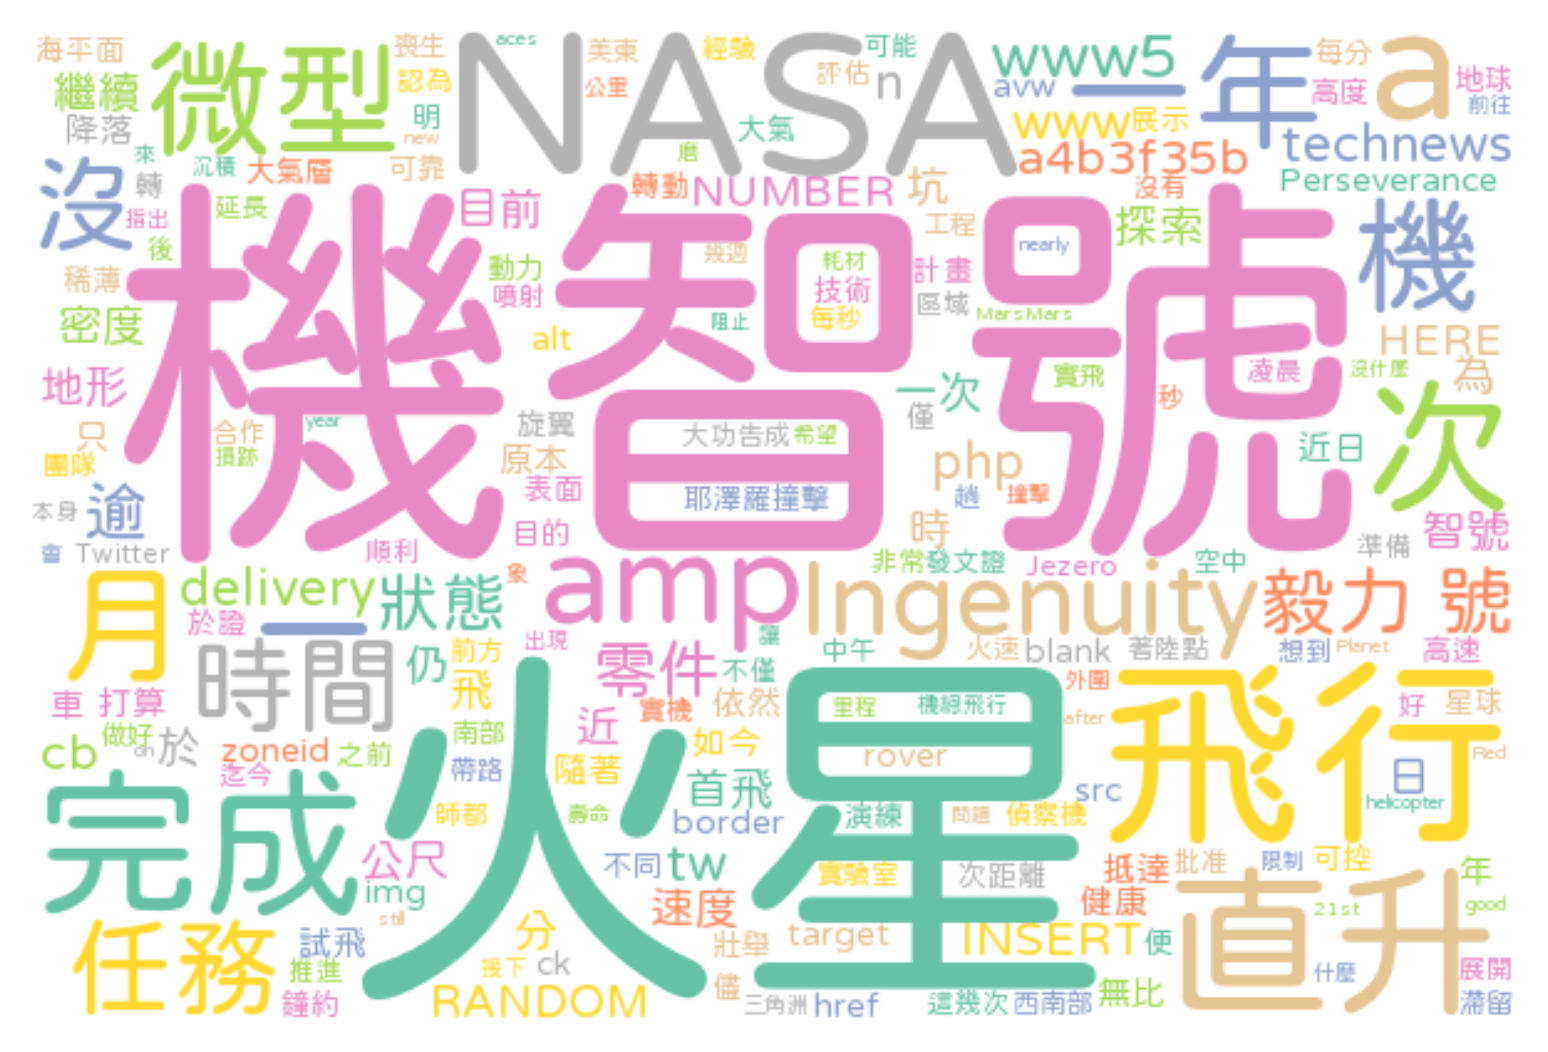 海平面 微型 喪生 NASA aces 美東 經驗 可能 www5 年 每分 a
繼續 認為 公里 評估 n avw 一 高度 地球 前往
降落 明 new 大氣 www 展示 technews
沒 轉 來 沉積 大氣層 可靠 磨 a4b3f35b Perseverance
指出 延長 目前 轉動 NUMBER 坑 沒有
後 機智號 工程 nearly 探索 機
稀薄 動力 幾週 耗材 計畫
密度 噴射 技術 區域 MarsMars
alt 阻止 每秒 HERE
地形 一次 實飛 凌晨 沒什麼 為
只 合作 year 旋翼 大功告成 希望 僅 秒 次
團隊 損跡 原本 php 近日
本身 逾 表面 耶澤羅撞擊 趟 撞擊
會 Twitter 順利 目的 時 準備 智號
月 delivery 狀態 象 amp Ingenuity 非常 發文證 Jezero 空中 毅力 號
於證 一 出現 讓
時間 仍 前方 零件 不僅 中午 火速 blank 著陸點 想到 Planet 高速
車 打算 飛 實機 依然 火星 里程 機絕飛行 外圍 飛行 好 星球
cb 做好 on 於 zoneid 之前 南部 近 如今 rover after Red
迄今 帶路 隨著 首飛 src 日 helicopter
完成 師都 壽命 border 演練 問題 偵察機
公尺 不同 tw 實驗室 次距離 抵達 批准 限制 可控 年
img still 速度 健康 直升 21st good
任務 試飛 分 壯舉 target INSERT 便
推進 接下 ck 什麼 展開
鐘約 RANDOM 儘 三角洲 href 這幾次 西南部 無比 滯留